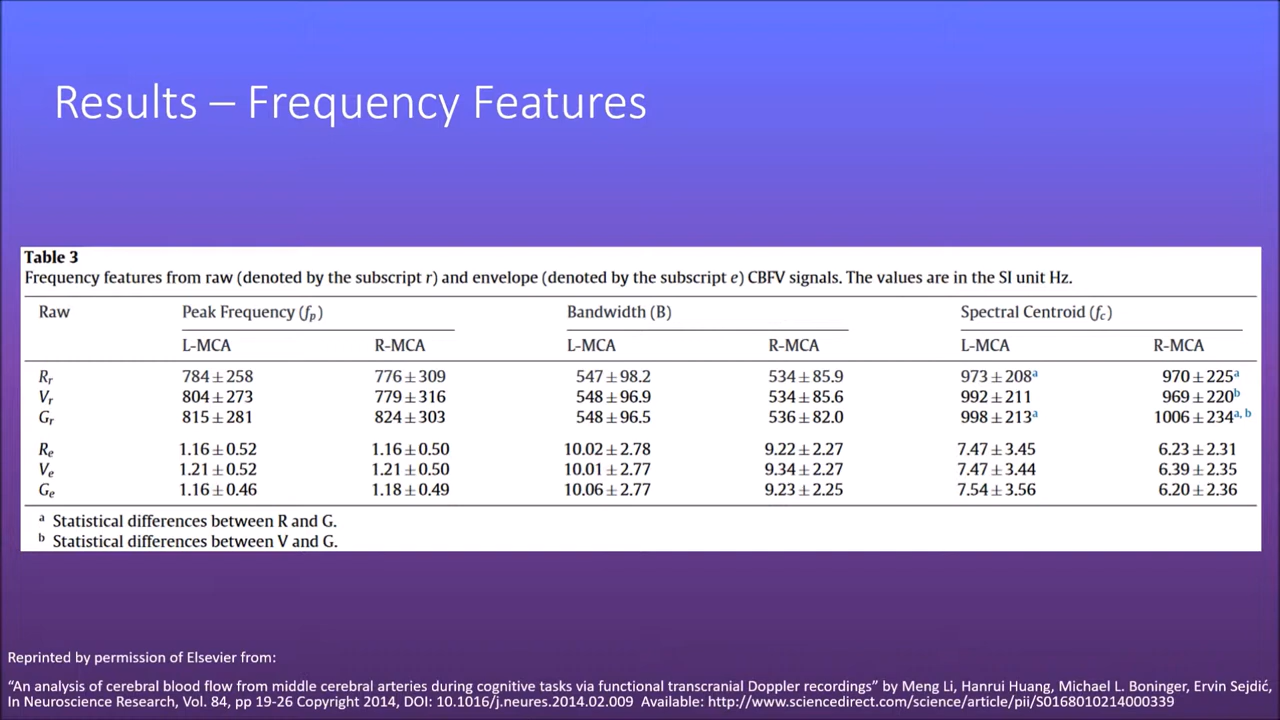 Results – Frequency Features
Table 3
Frequency features from raw (denoted by the subscript r) and envelope (denoted by the subscript e) CBFV signals. The values are in the SI unit Hz.
Raw Peak Frequency (fp) Bandwidth (B) Spectral Centroid (fc)
L-MCA R-MCA L-MCA R-MCA L-MCA R-MCA
Rr 784 ± 258 776 ± 309 547 ± 98.2 534 ± 85.9 973 ± 208a 970 ± 225a
Vr 804 ± 273 779 ± 316 548 ± 96.9 534 ± 85.6 992 ± 211 969 ± 220b
Gr 815 ± 281 824 ± 303 548 ± 96.5 536 ± 82.0 998 ± 213a 1006 ± 234a, b
Re 1.16 ± 0.52 1.16 ± 0.50 10.02 ± 2.78 9.22 ± 2.27 7.47 ± 3.45 6.23 ± 2.31
Ve 1.21 ± 0.52 1.21 ± 0.50 10.01 ± 2.77 9.34 ± 2.27 7.47 ± 3.44 6.39 ± 2.35
Ge 1.16 ± 0.46 1.18 ± 0.49 10.06 ± 2.77 9.23 ± 2.25 7.54 ± 3.56 6.20 ± 2.36
a Statistical differences between R and G.
b Statistical differences between V and G.
Reprinted by permission of Elsevier from:
“An analysis of cerebral blood flow from middle cerebral arteries during cognitive tasks via functional transcranial Doppler recordings” by Meng Li, Hanrui Huang, Michael L. Boninger, Ervin Sejdić,
In Neuroscience Research, Vol. 84, pp 19-26 Copyright 2014, DOI: 10.1016/j.neures.2014.02.009 Available: http://www.sciencedirect.com/science/article/pii/S0168010214000339